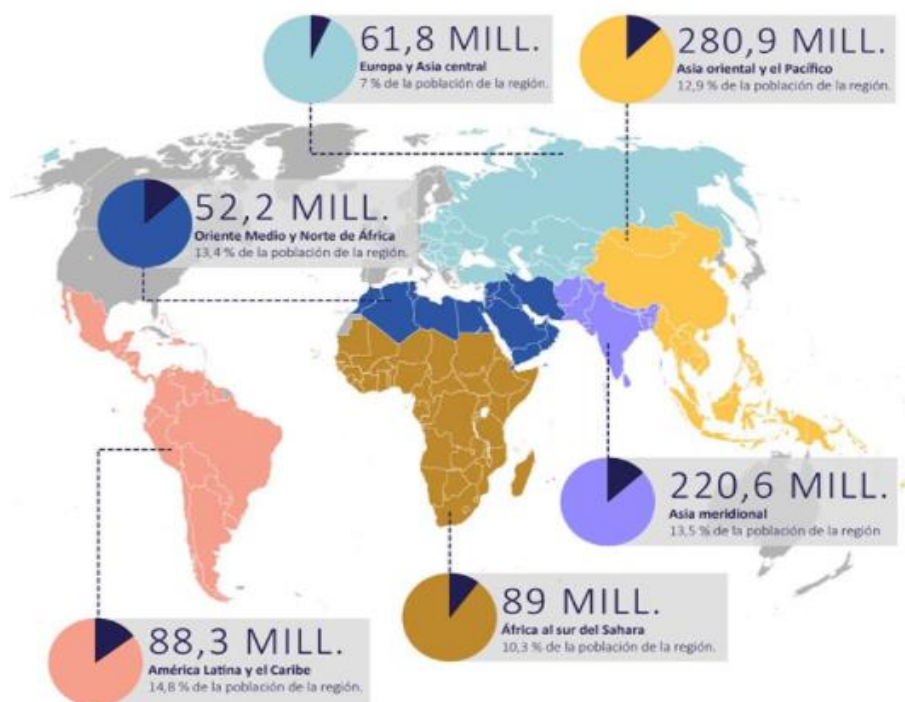 61,8 MILL.
Europa y Asia central
7 % de la población de la región.
280,9 MILL.
Asia oriental y el Pacífico
12,9 % de la población de la región.
52,2 MILL.
Oriente Medio y Norte de África
13,4 % de la población de la región.
220,6 MILL.
Asia meridional
13,5 % de la población de la región
89 MILL.
África al sur del Sahara
10,3 % de la población de la región.
88,3 MILL.
América Latina y el Caribe
14,8 % de la población de la región.